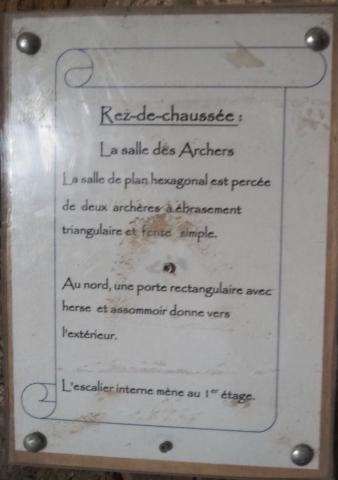 Rez-de-chaussée :
La salle des Archers
La salle de plan hexagonal est percée
de deux archères à ébrasement
triangulaire et fente simple.
Au nord, une porte rectangulaire avec
herse et assommoir donne vers
l'extérieur.
L'escalier interne mène au 1er étage.